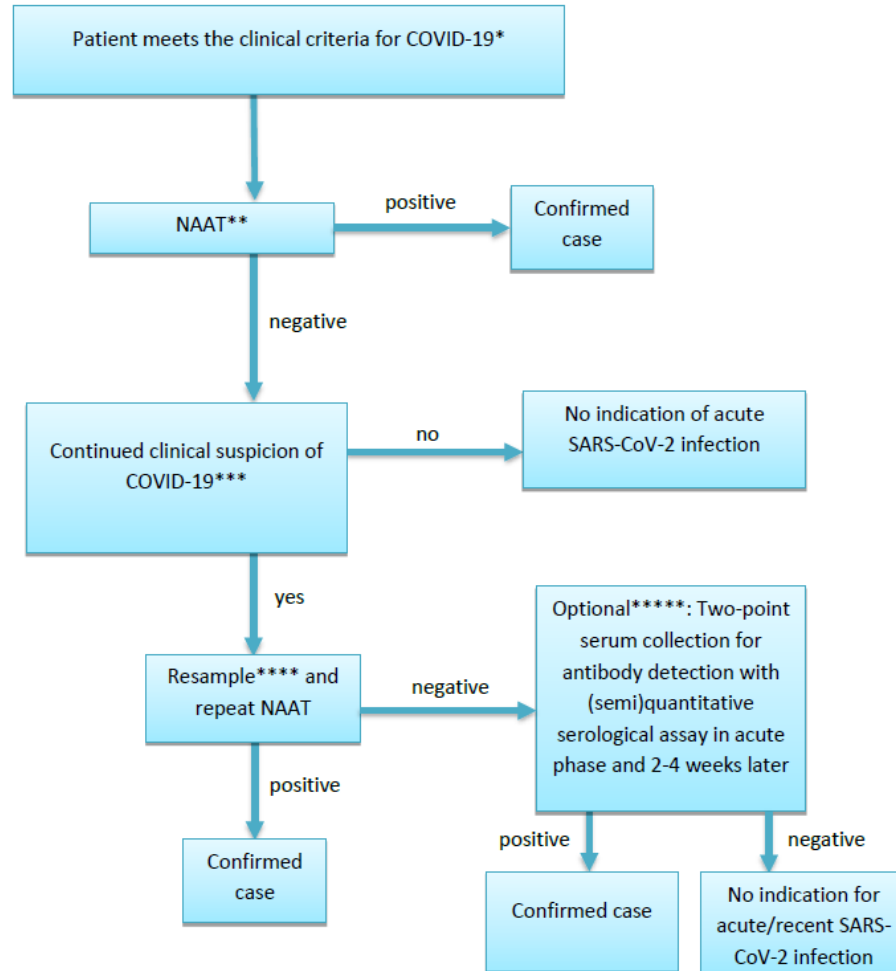 Patient meets the clinical criteria for COVID-19*
positive
NAAT**
Confirmed
case
negative
Continued clinical suspicion of
COVID-19***
no
No indication of acute
SARS-CoV-2 infection
yes
Resample**** and
repeat NAAT
negative
Optional*****: Two-point
serum collection for
antibody detection with
(semi)quantitative
serological assay in acute
phase and 2-4 weeks later
positive
Confirmed
case
positive
negative
Confirmed case
No indication for
acute/recent SARS-
CoV-2 infection